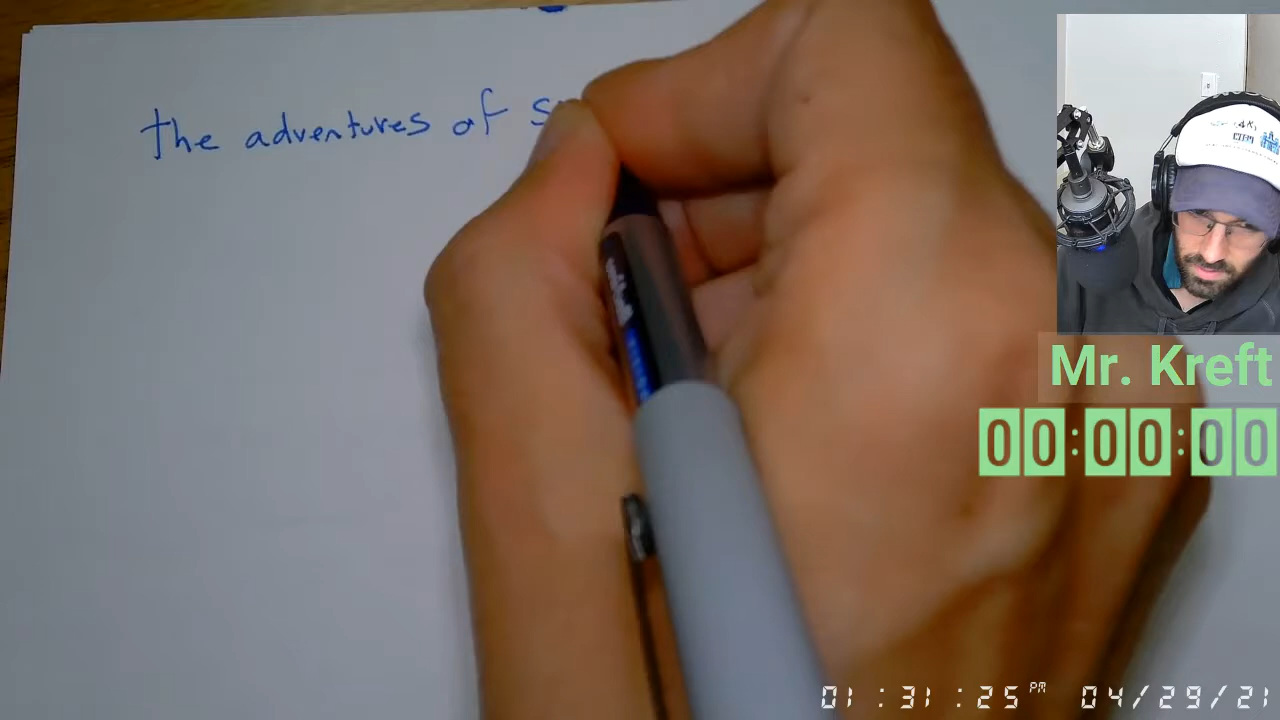 the adventures of s
Mr. Kreft
00:00:00
01:31:25 PM 04/29/21